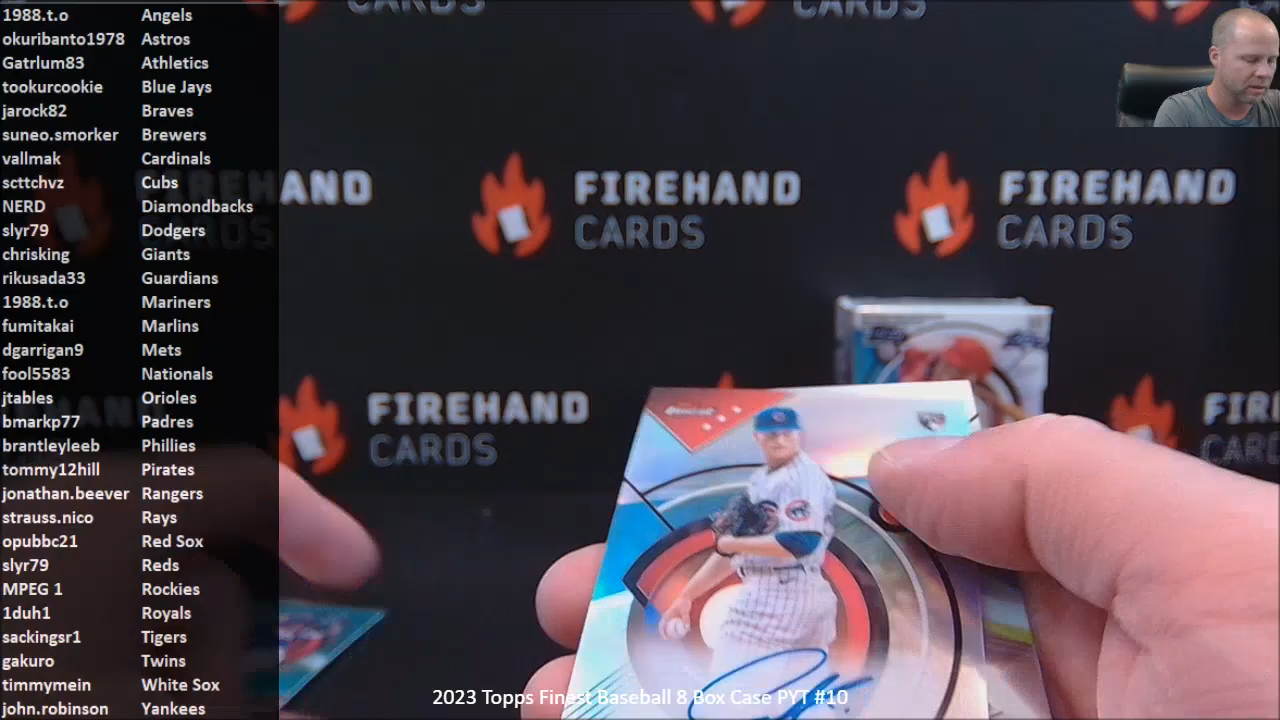 1988.t.o Angels
okuribanto1978 Astros
Gatrlum83 Athletics
tookurcookie Blue Jays
jarock82 Braves
suneo.smorker Brewers
vallmak Cardinals
scttchvz Cubs
NERD Diamondbacks
slyr79 Dodgers
chrisking Giants
rikusada33 Guardians
1988.t.o Mariners
fumitakai Marlins
dgarrigan9 Mets
fool5583 Nationals
jtables Orioles
bmarkp77 Padres
brantleyleeb Phillies
tommy12hill Pirates
jonathan.beever Rangers
strauss.nico Rays
opubbc21 Red Sox
slyr79 Reds
MPEG 1 Rockies
1duh1 Royals
sackingsr1 Tigers
gakuro Twins
timmymein White Sox
john.robinson Yankees
CARDS
CARDS
FIREHAND
CARDS
FIREHAND
CARDS
FIREHAND
CARDS
FIREHAND
CARDS
2023 Topps Finest Baseball 8 Box Case PYT #10